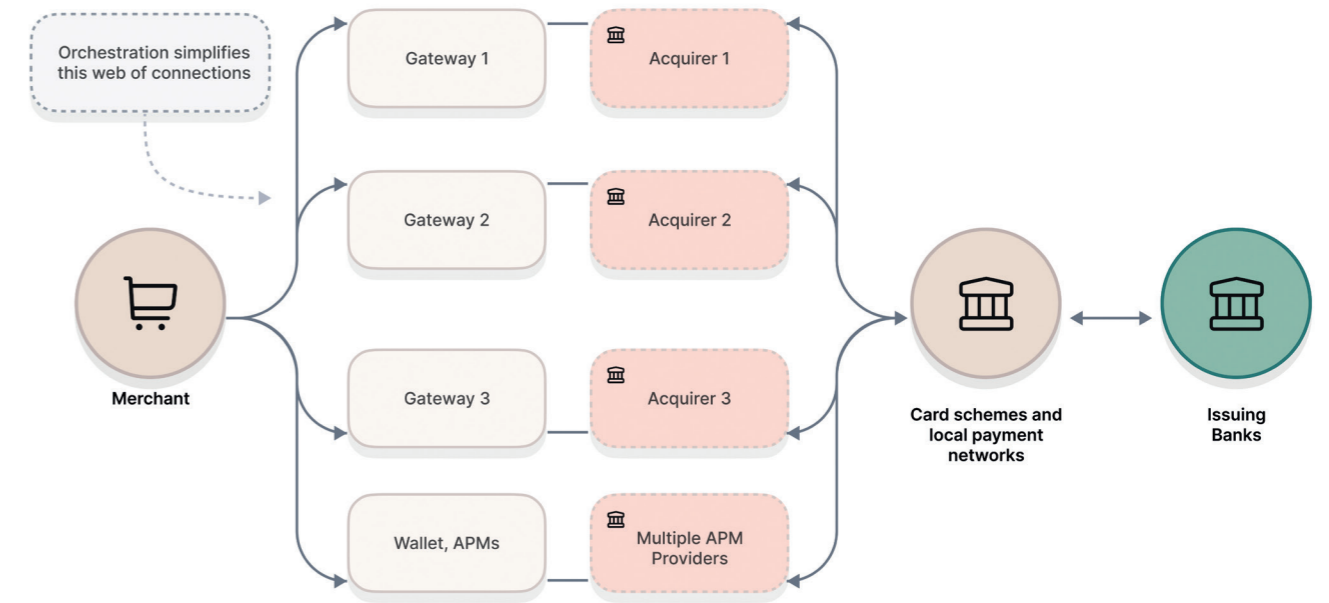 Orchestration simplifies
this web of connections
Gateway 1
Acquirer 1
Gateway 2
Acquirer 2
Merchant
Gateway 3
Acquirer 3
Card schemes and
local payment
networks
Issuing
Banks
Wallet, APMs
Multiple APM
Providers